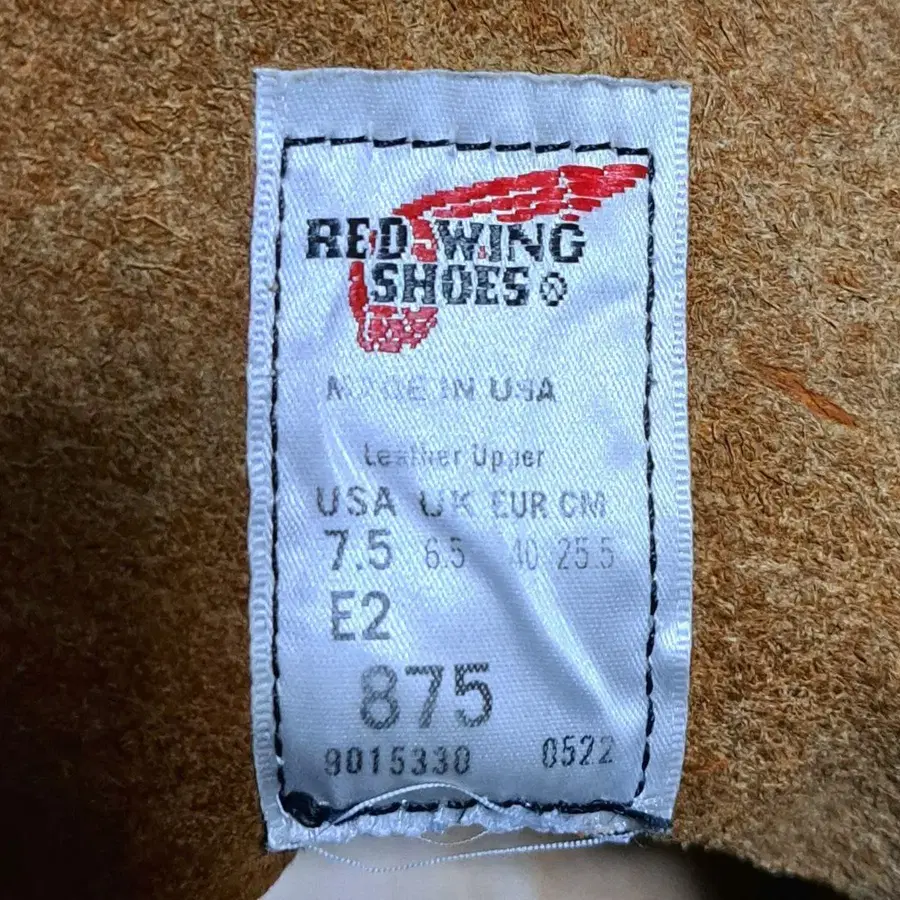 RED WING
SHOES ®
MADE IN USA
Leather Upper
USA UK EUR CM
7.5 6.5 40 25.5
E2
875
9015330 0522